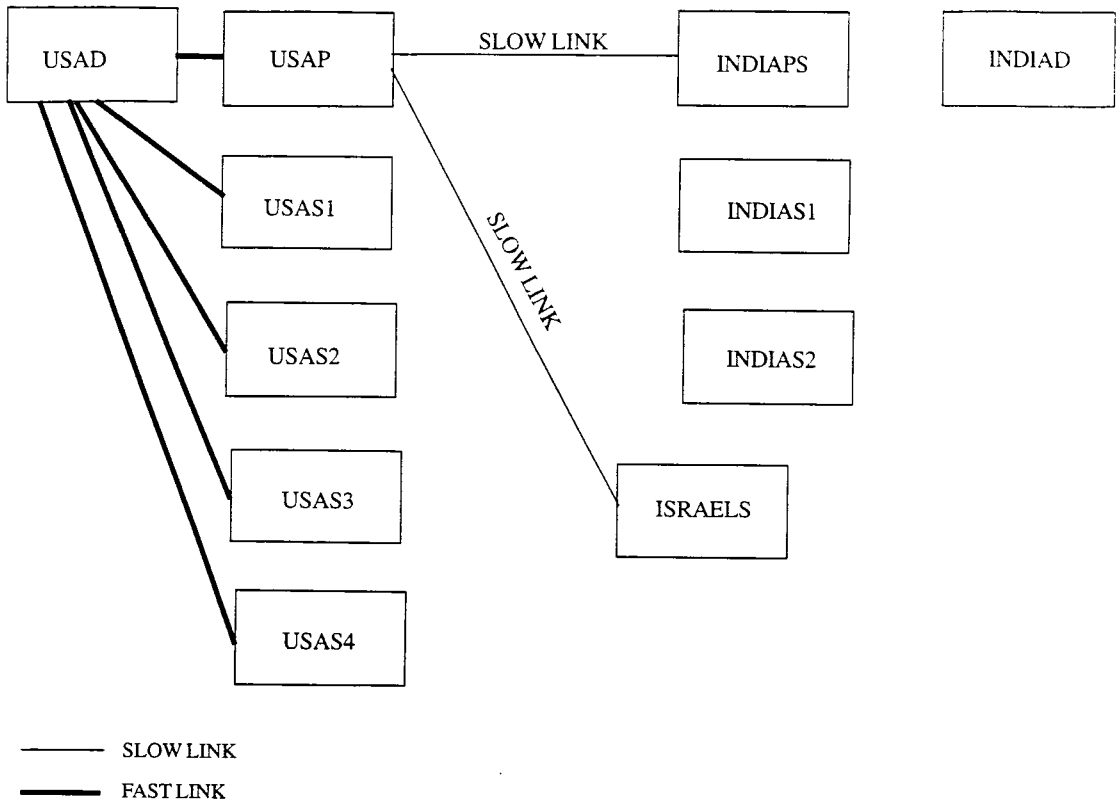 USAD
USAP
SLOW LINK
INDIAPS
INDIAD
USAS1
INDIAS1
SLOW LINK
USAS2
INDIAS2
USAS3
ISRAELS
USAS4
SLOW LINK
FAST LINK